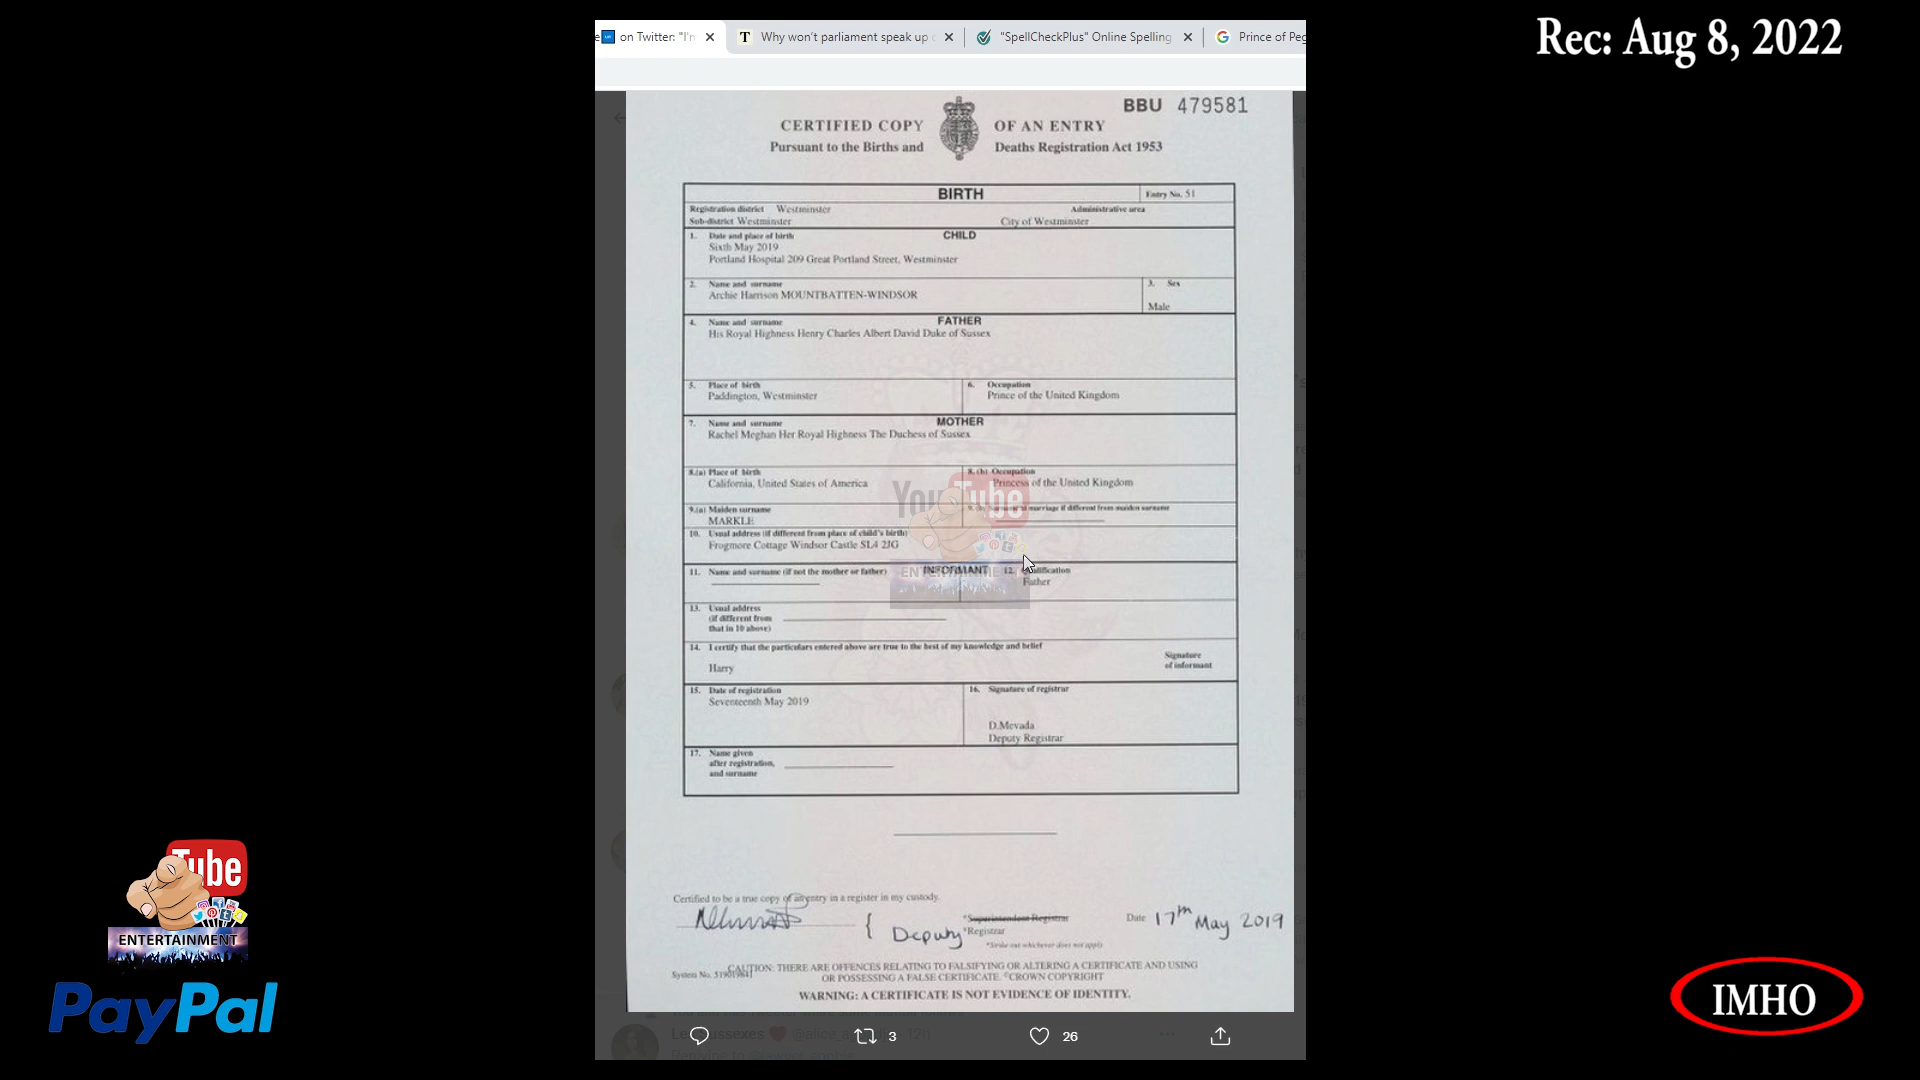 Rec: Aug 8, 2022
on Twitter: "I'm
Why won't parliament speak up
"SpellCheckPlus" Online Spelling
Prince of Peg
BBU 479581
CERTIFIED COPY OF AN ENTRY
Pursuant to the Births and Deaths Registration Act 1953
BIRTH
Entry No. 51
Registration district Westminster
Administrative area
Sub-district Westminster
City of Westminster
CHILD
1. Date and place of birth
Sixth May 2019
Portland Hospital 209 Great Portland Street, Westminster
2. Name and surname
Archie Harrison MOUNTBATTEN-WINDSOR
3. Sex
Male
FATHER
4. Name and surname
His Royal Highness Henry Charles Albert David Duke of Sussex
5. Place of birth
Paddington, Westminster
6. Occupation
Prince of the United Kingdom
MOTHER
7. Name and surname
Rachel Meghan Her Royal Highness The Duchess of Sussex
8.(a) Place of birth
California, United States of America
8.(b) Occupation
Princess of the United Kingdom
9.(a) Maiden surname
MARKLE
9.(b) Surname at marriage if different from maiden surname
10. Usual address (if different from place of child's birth)
Frogmore Cottage Windsor Castle SL4 2JG
INFORMANT
11. Name and surname (if not the mother or father)
12. Qualification
Father
13. Usual address
(if different from
that in 10 above)
14. I certify that the particulars entered above are true to the best of my knowledge and belief
Harry
Signature
of informant
15. Date of registration
Seventeenth May 2019
16. Signature of registrar
D.Mevada
Deputy Registrar
17. Name given
after registration,
and surname
YouTube
ENTERTAINME
Certified to be a true copy of an entry in a register in my custody.
*Superintendent Registrar
Deputy *Registrar
*Strike out whichever does not apply
Date 17th May 2019
System No.
CAUTION: THERE ARE OFFENCES RELATING TO FALSIFYING OR ALTERING A CERTIFICATE AND USING
OR POSSESSING A FALSE CERTIFICATE. ©CROWN COPYRIGHT
WARNING: A CERTIFICATE IS NOT EVIDENCE OF IDENTITY.
3
26
Tube
ENTERTAINMENT
PayPal
IMHO